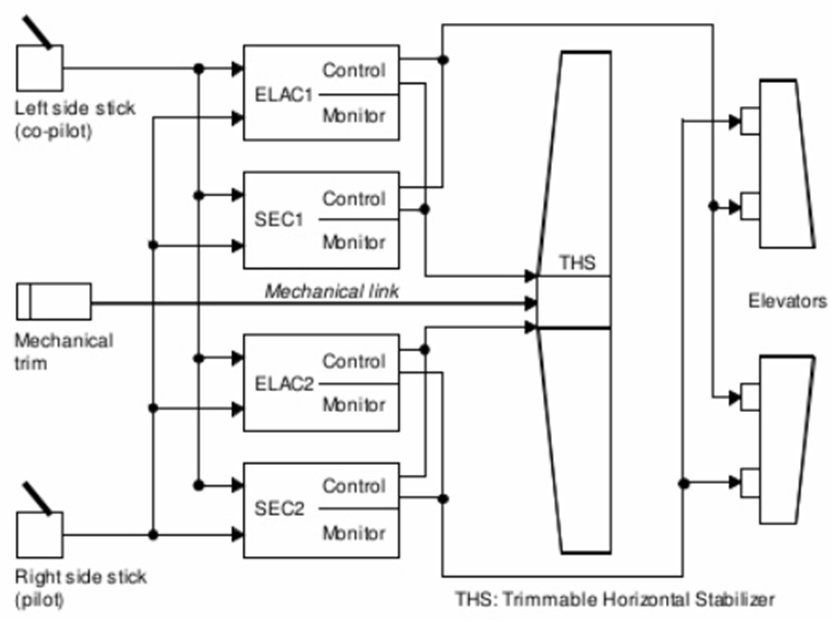 Left side stick
(co-pilot)
ELAC1
Control
Monitor
SEC1
Control
Monitor
THS
Mechanical link
Mechanical
trim
Elevators
ELAC2
Control
Monitor
SEC2
Control
Monitor
Right side stick
(pilot)
THS: Trimmable Horizontal Stabilizer